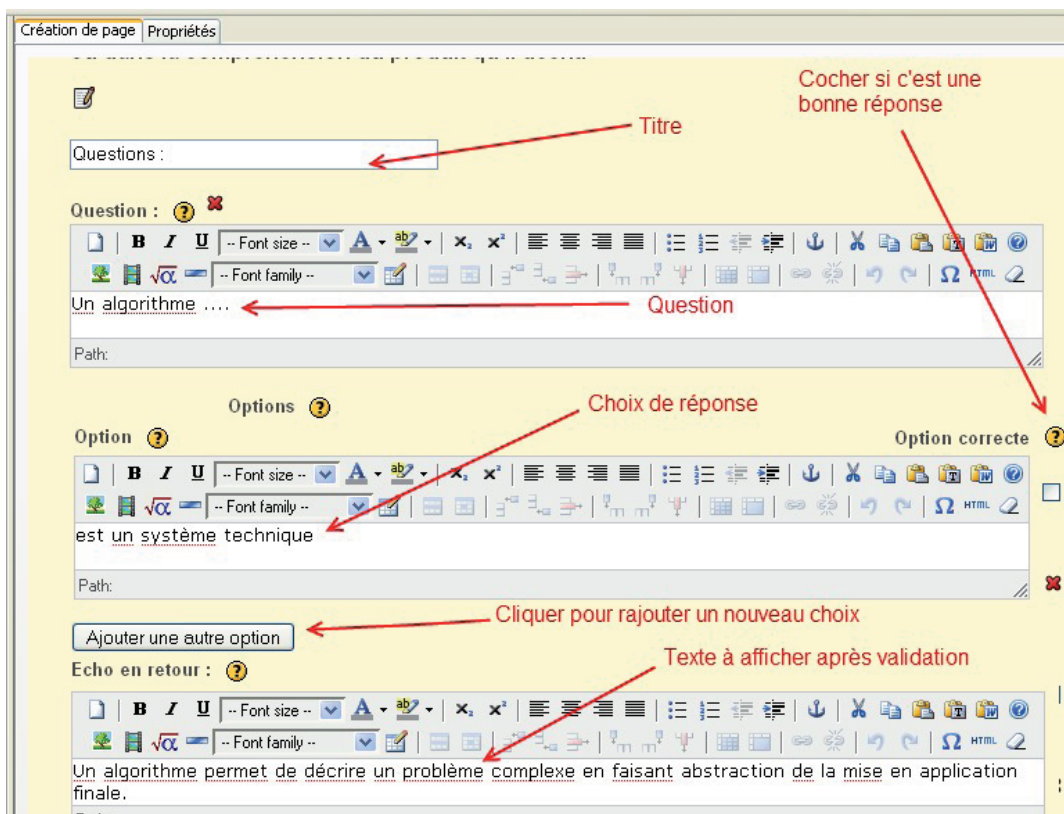 Création de page Propriétés
Cocher si c'est une
bonne réponse
Titre
Questions :
Question :
B I U -- Font size --
-- Font family -- HTML
Un algorithme ....
Question
Path:
Options
Choix de réponse
Option
Option correcte
B I U -- Font size --
-- Font family -- HTML
est un système technique
Path:
Cliquer pour rajouter un nouveau choix
Ajouter une autre option
Echo en retour :
Texte à afficher après validation
B I U -- Font size --
-- Font family -- HTML
Un algorithme permet de décrire un problème complexe en faisant abstraction de la mise en application
finale.